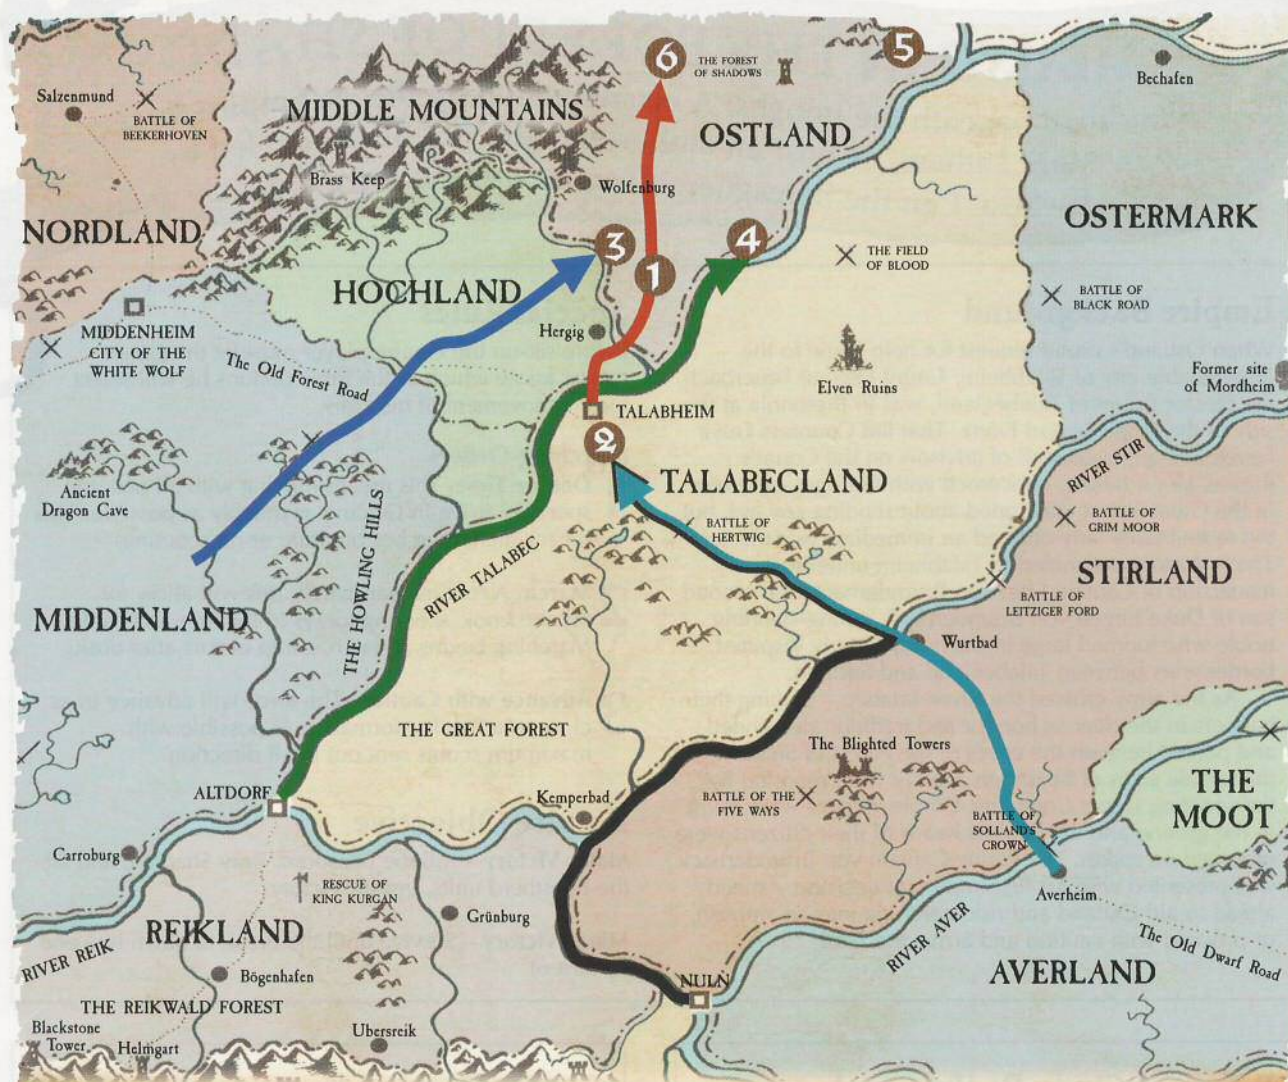 6
THE FOREST
OF SHADOWS
5
Bechafen
Salzenmund
BATTLE OF
BEEKERHOVEN
MIDDLE MOUNTAINS
OSTLAND
Brass Keep
Wolfenburg
NORDLAND
OSTERMARK
3
4
THE FIELD
OF BLOOD
1
HOCHLAND
BATTLE OF
BLACK ROAD
MIDDENHEIM
CITY OF THE
WHITE WOLF
Hergig
The Old Forest Road
Elven Ruins
Former site
of Mordheim
TALABHEIM
2
RIVER STIR
TALABECLAND
Ancient
Dragon Cave
BATTLE OF
HERTWIG
BATTLE OF
GRIM MOOR
THE HOWLING HILLS
RIVER TALABEC
STIRLAND
BATTLE OF
LEITZIGER FORD
MIDDENLAND
Wurtbad
THE GREAT FOREST
The Blighted Towers
ALTDORF
Kemperbad
BATTLE OF THE
FIVE WAYS
THE
MOOT
BATTLE OF
SOLLAND'S
CROWN
Carroburg
RESCUE OF
KING KURGAN
Averheim
Grünburg
REIKLAND
RIVER REIK
RIVER AVER
The Old Dwarf Road
Bögenhafen
NULN
AVERLAND
THE REIKWALD FOREST
Blackstone
Tower
Helmgart
Ubersreik